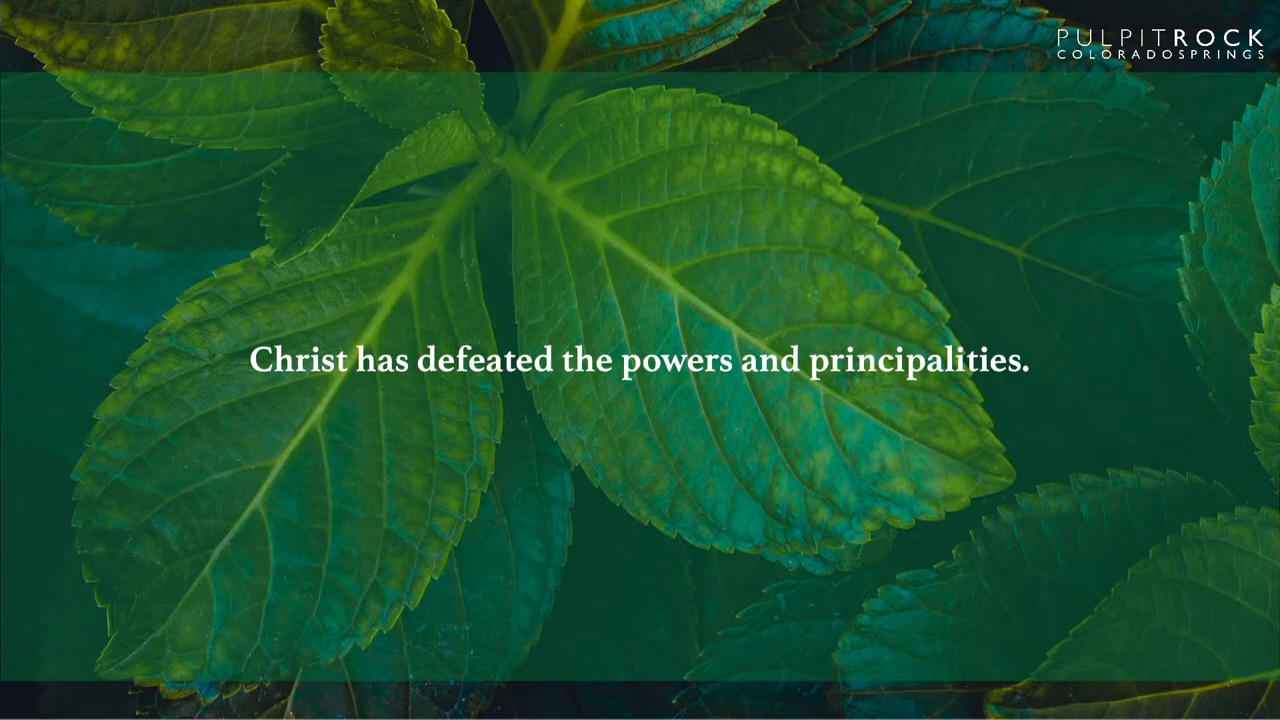 PULPITROCK
COLORADOSPRINGS
Christ has defeated the powers and principalities.